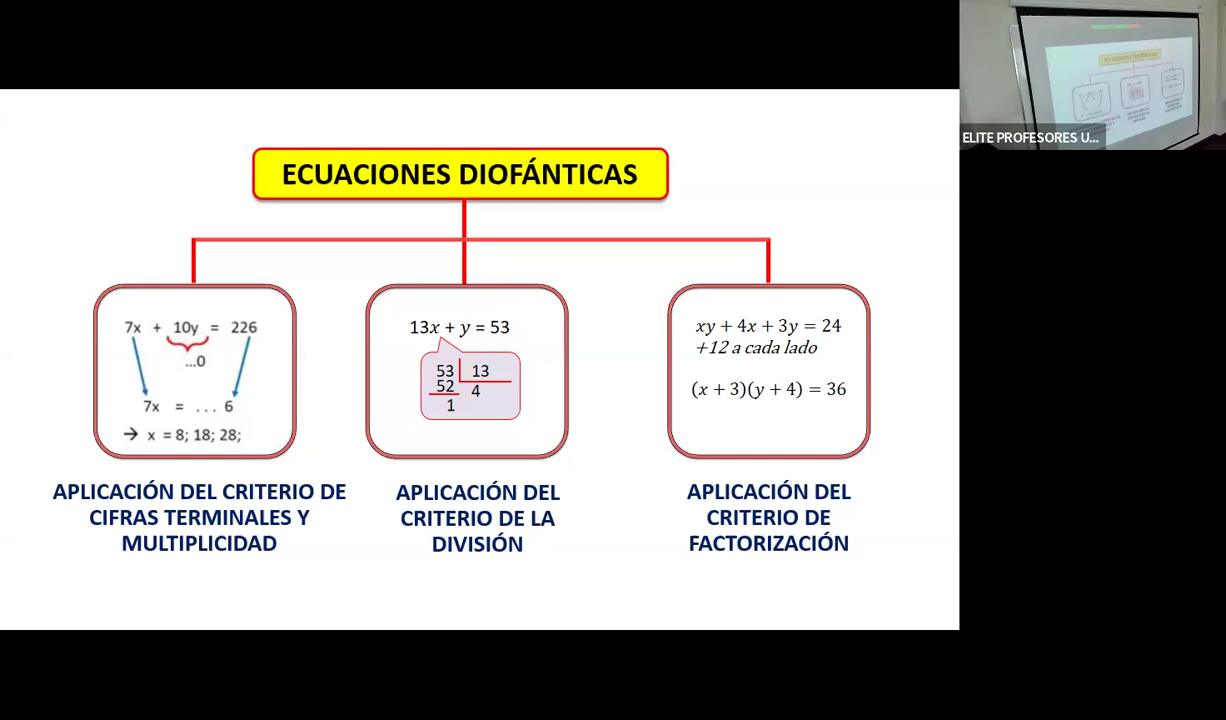 ELITE PROFESORES U...
ECUACIONES DIOFÁNTICAS
7x + 10y = 226
...0
7x = ... 6
→ x = 8; 18; 28;
APLICACIÓN DEL CRITERIO DE
CIFRAS TERMINALES Y
MULTIPLICIDAD
13x + y = 53
53 13
52 4
1
APLICACIÓN DEL
CRITERIO DE LA
DIVISIÓN
xy + 4x + 3y = 24
+12 a cada lado
(x + 3)(y + 4) = 36
APLICACIÓN DEL
CRITERIO DE
FACTORIZACIÓN